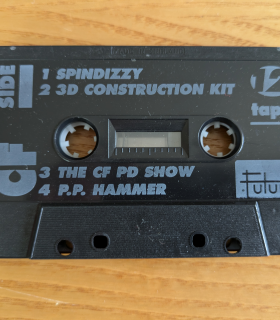 SIDE 1
1 SPINDIZZY
2 3D CONSTRUCTION KIT
tap
CF
3 THE CF PD SHOW
4 P.P. HAMMER
Futu